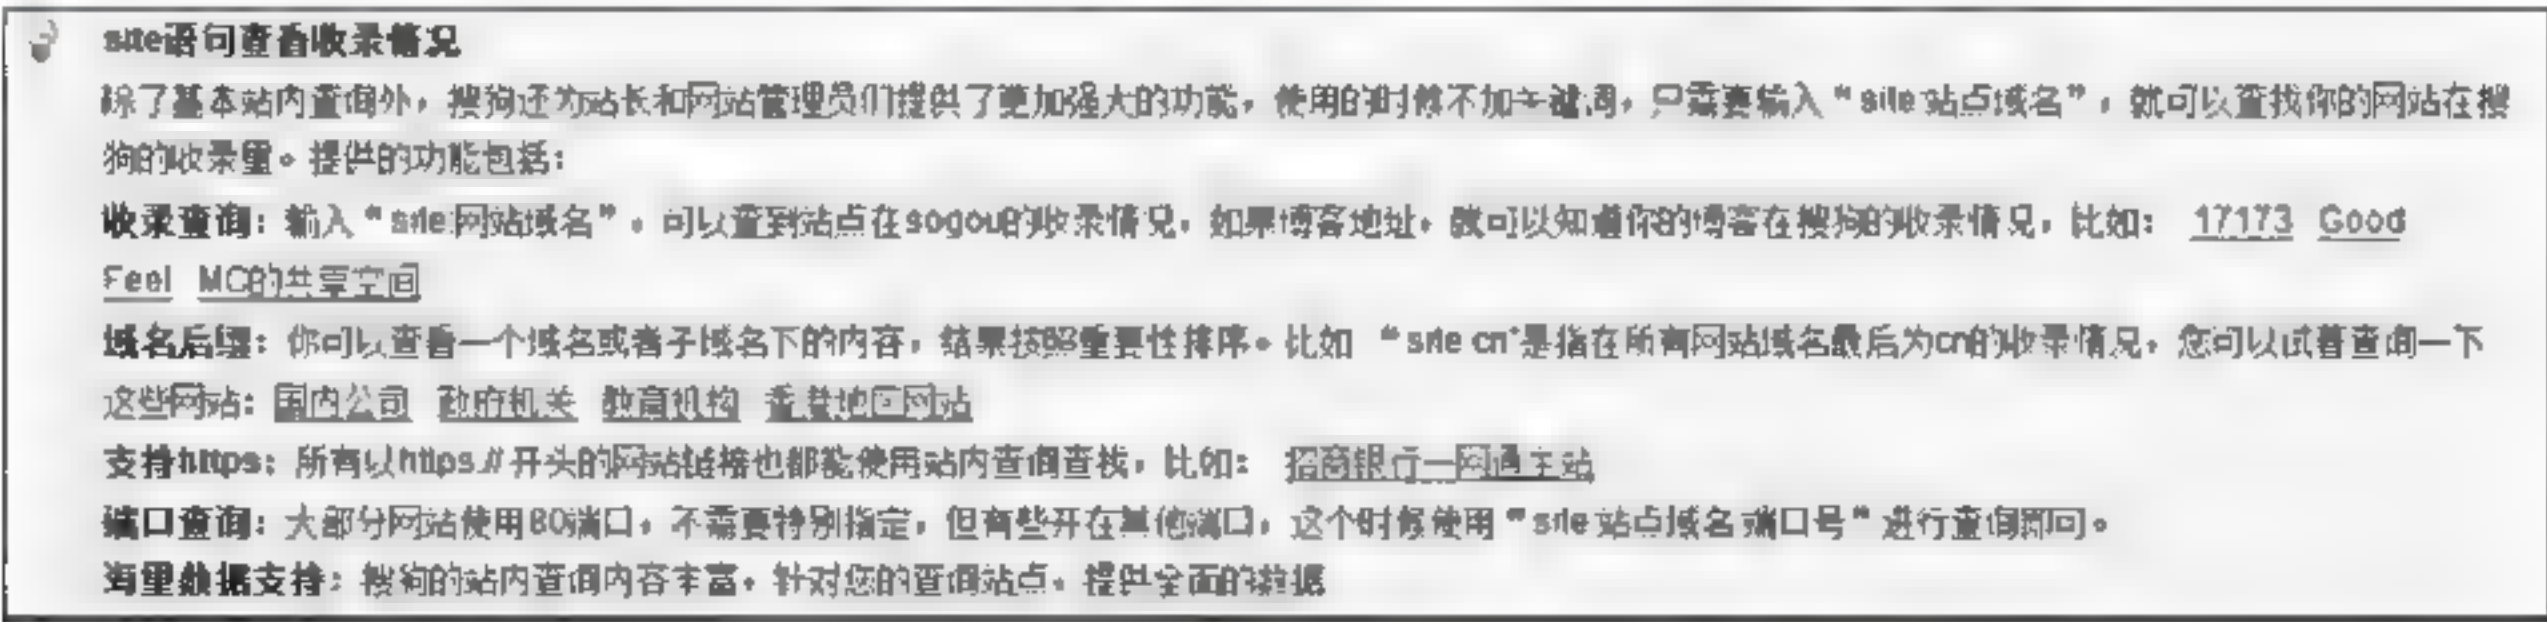 site语句查看收录情况
除了基本站内查询外，搜狗还为站长和网站管理员们提供了更加强大的功能，使用的时候不加关键词，只需要输入“site:站点域名”，就可以查找你的网站在搜
狗的收录量。提供的功能包括：
收录查询：输入“site:网站域名”，可以查到站点在sogou的收录情况，如果博客地址，就可以知道你的博客在搜狗的收录情况，比如： 17173 Good
Feel MC的共享空间
域名后缀：你可以查看一个域名或者子域名下的内容，结果按照重要性排序。比如 “site:cn”是指在所有网站域名最后为cn的收录情况，您可以试着查询一下
这些网站：国内公司 政府机关 教育机构 香港地区网站
支持https：所有以https://开头的网站链接也都能使用站内查询查找，比如： 招商银行一网通主站
端口查询：大部分网站使用80端口，不需要特别指定，但有些开在其他端口，这个时候使用“site:站点域名:端口号”进行查询即可。
海量数据支持：搜狗的站内查询内容丰富，针对您的查询站点，提供全面的数据